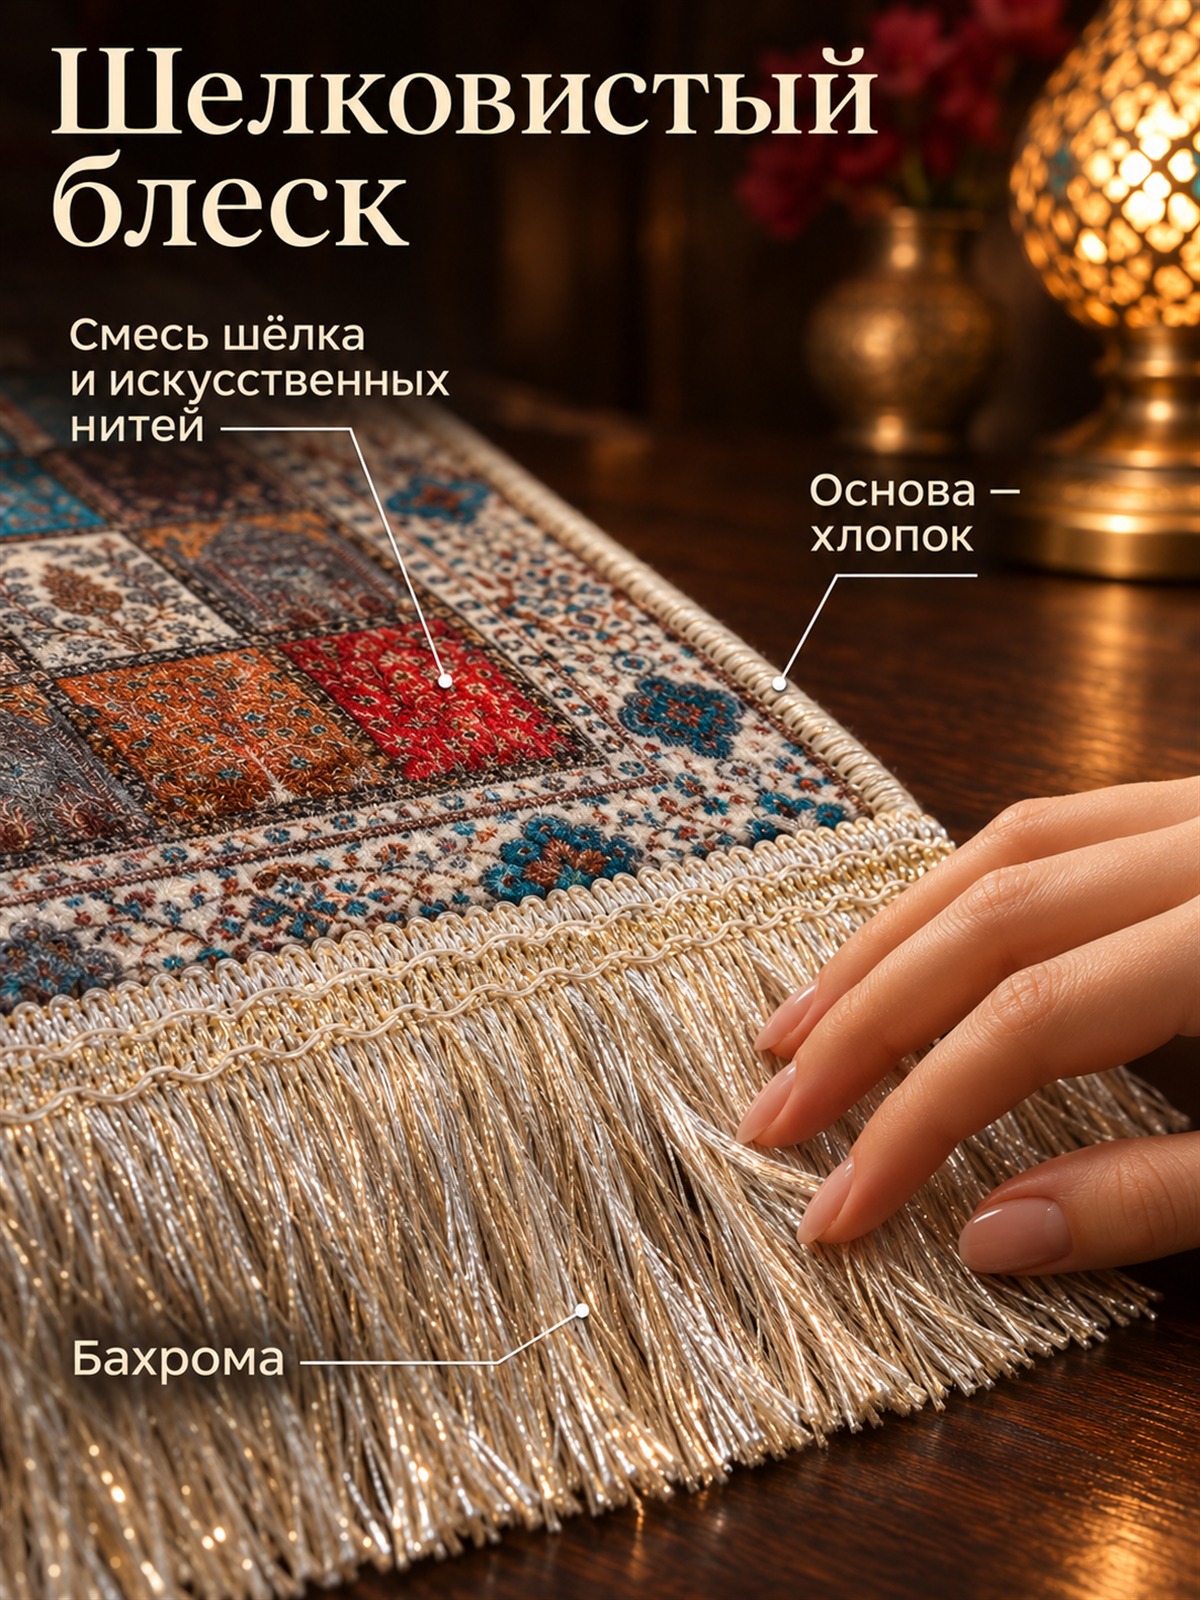 Шелковистый
блеск
Смесь шёлка
и искусственных
нитей
Основа –
хлопок
Бахрома